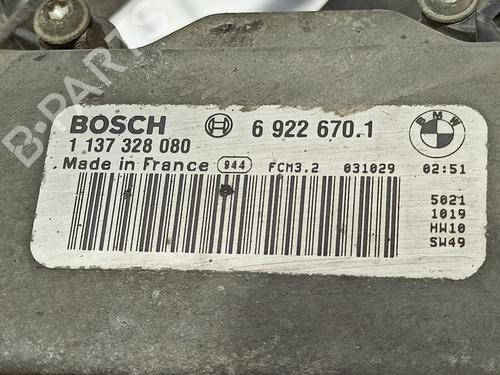 BOSCH 6 922 670.1 BMW
1 137 328 080
Made in France 944 FCM3.2 031029 02:51
5021
1019
HW10
SW49
B-PARTS